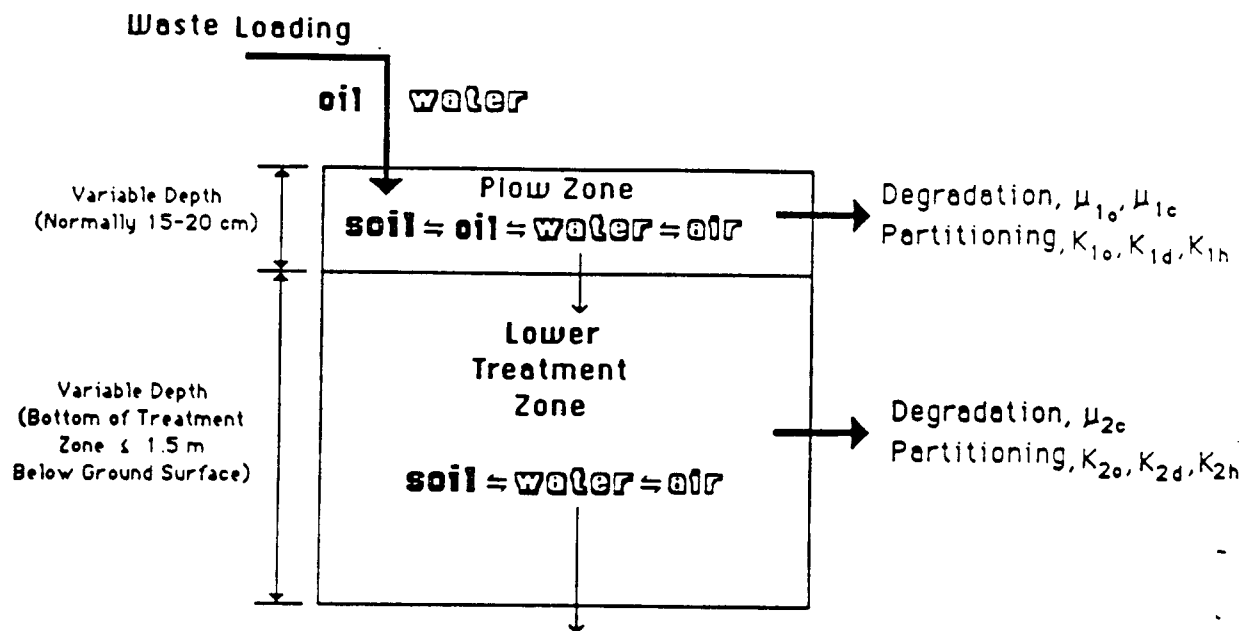 Waste Loading
oil water
Variable Depth
(Normally 15-20 cm)
Plow Zone
soil ⇋ oil ⇋ water ⇋ air
Degradation, μ1o, μ1c
Partitioning, K1o, K1d, K1h
Lower
Treatment
Zone
Variable Depth
(Bottom of Treatment
Zone ≤ 1.5 m
Below Ground Surface)
soil ⇋ water ⇋ air
Degradation, μ2c
Partitioning, K2o, K2d, K2h